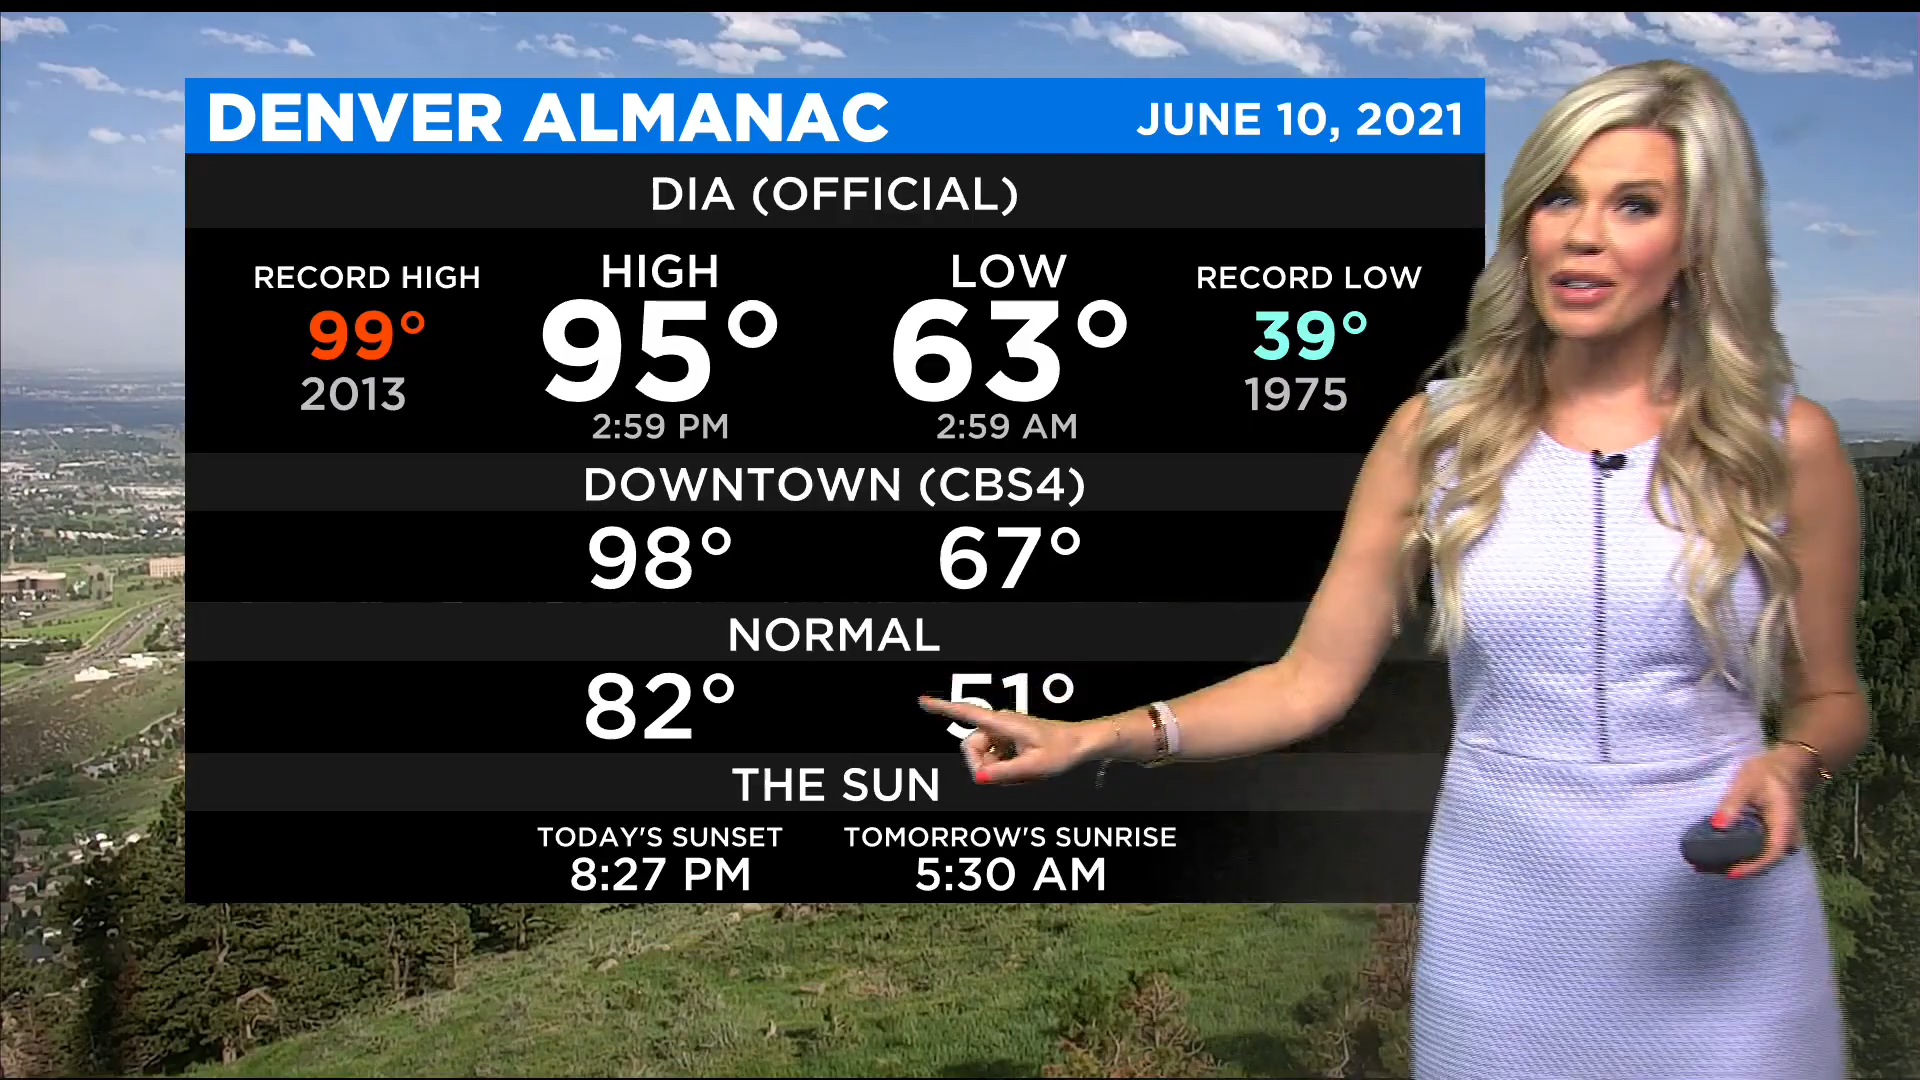 DENVER ALMANAC JUNE 10, 2021
DIA (OFFICIAL)
RECORD HIGH HIGH LOW RECORD LOW
99° 95° 63° 39°
2013 2:59 PM 2:59 AM 1975
DOWNTOWN (CBS4)
98° 67°
NORMAL
82° 51°
THE SUN
TODAY'S SUNSET TOMORROW'S SUNRISE
8:27 PM 5:30 AM